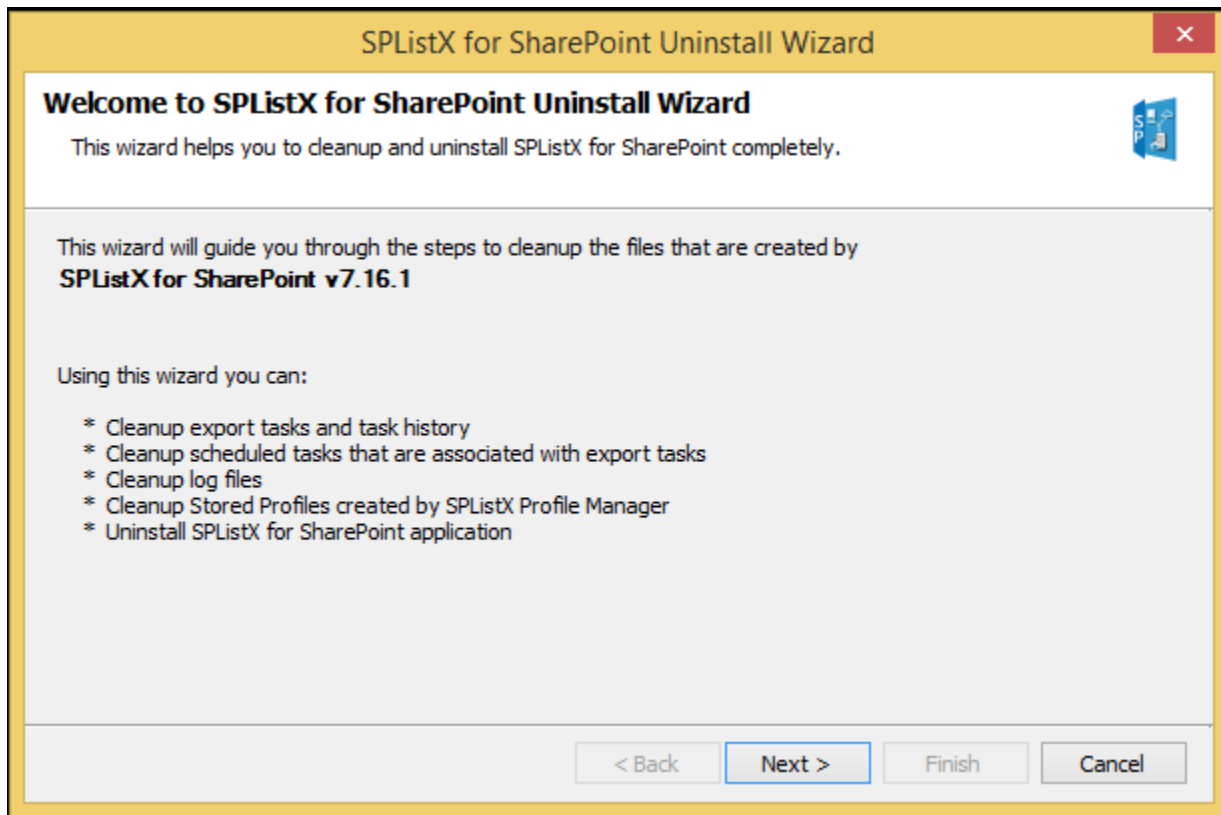 SPListX for SharePoint Uninstall Wizard
Welcome to SPListX for SharePoint Uninstall Wizard
This wizard helps you to cleanup and uninstall SPListX for SharePoint completely.
S
P
This wizard will guide you through the steps to cleanup the files that are created by
SPListX for SharePoint v7.16.1
Using this wizard you can:
* Cleanup export tasks and task history
* Cleanup scheduled tasks that are associated with export tasks
* Cleanup log files
* Cleanup Stored Profiles created by SPListX Profile Manager
* Uninstall SPListX for SharePoint application
< Back Next > Finish Cancel